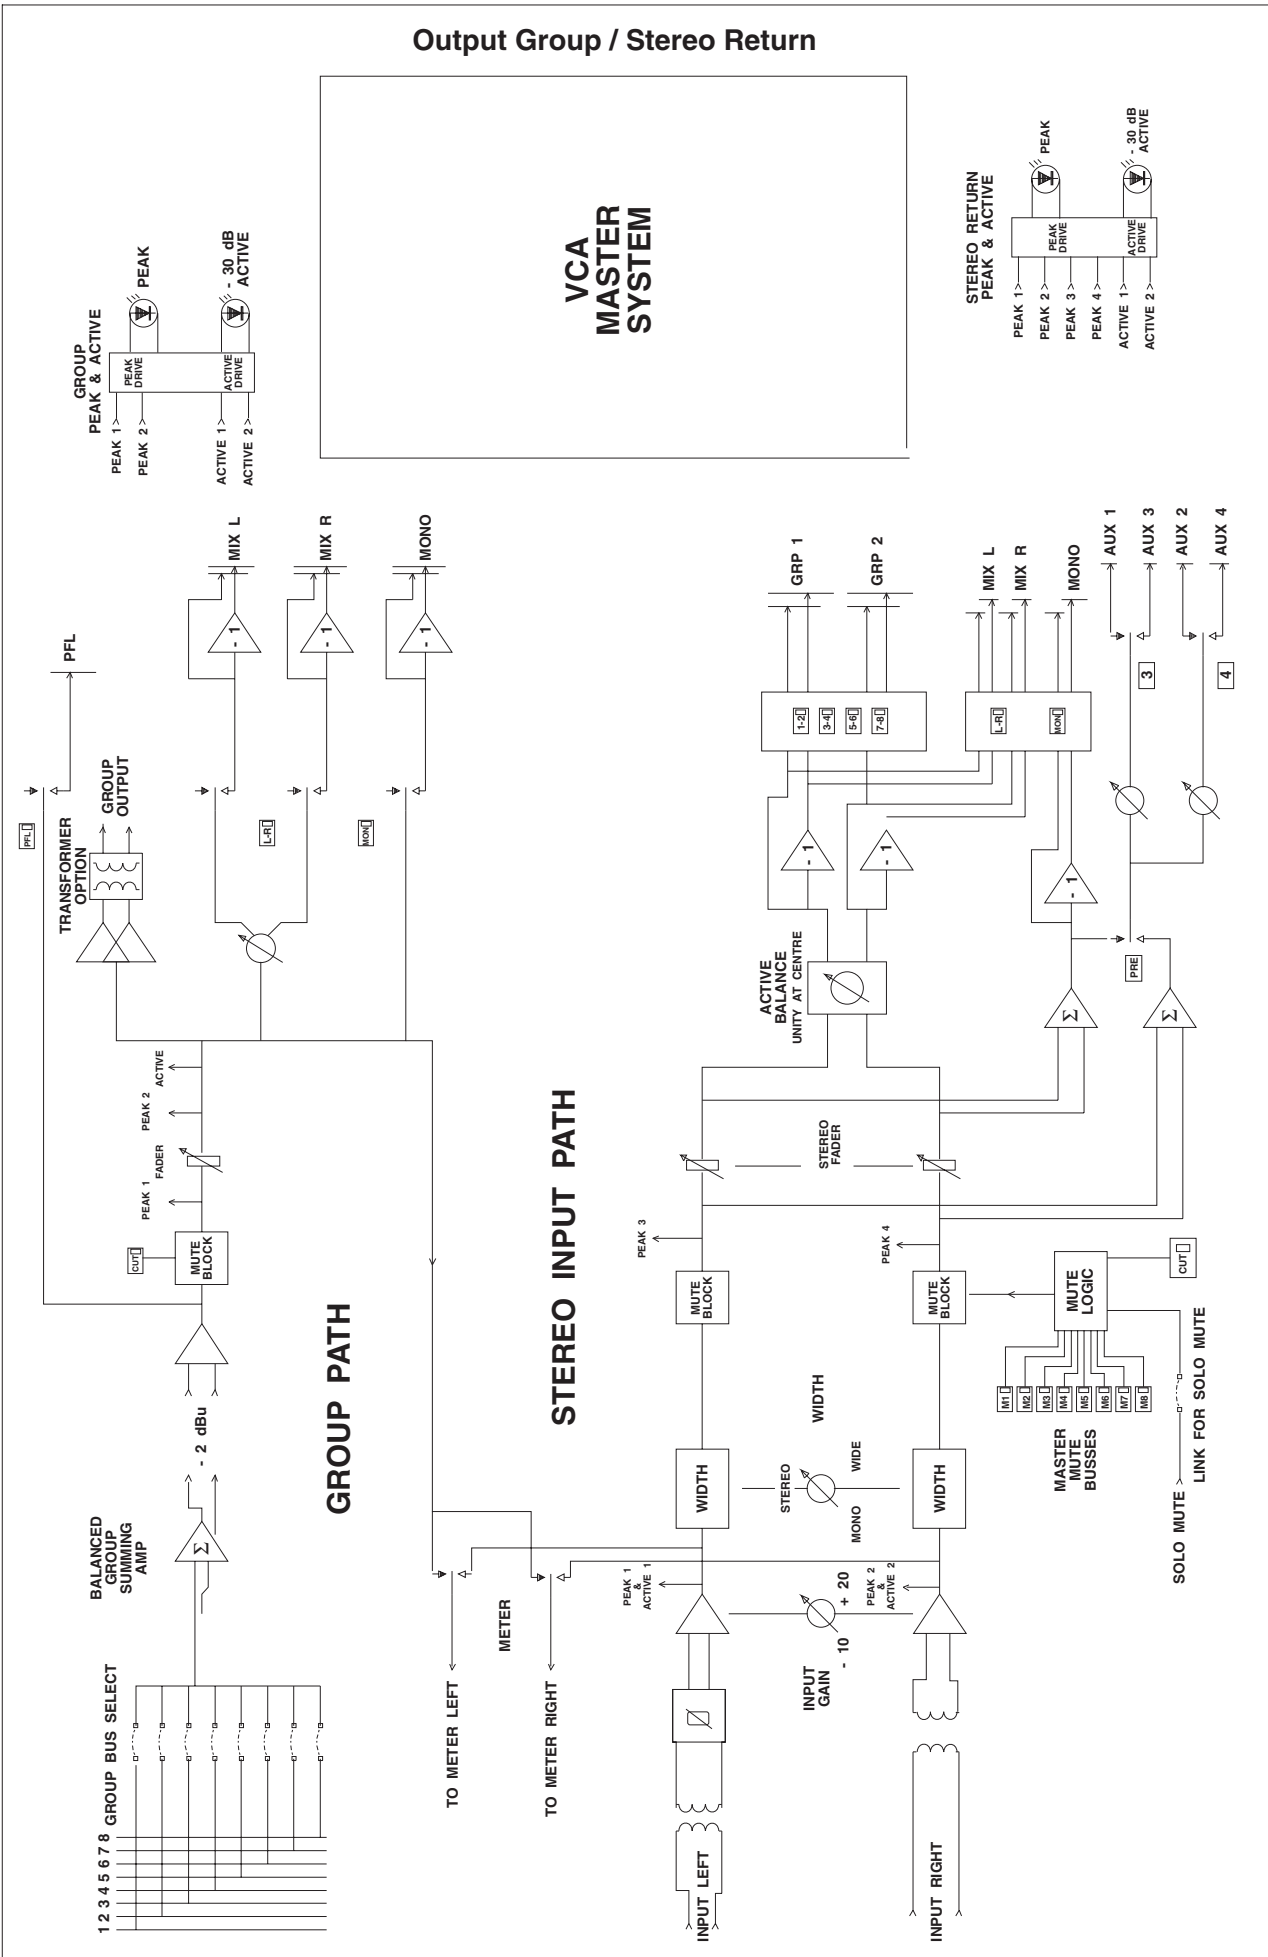 Output Group / Stereo Return
GROUP
PEAK & ACTIVE
PEAK 1
PEAK 2
ACTIVE 1
ACTIVE 2
PEAK
DRIVE
ACTIVE
DRIVE
PEAK
- 30 dB
ACTIVE
VCA
MASTER
SYSTEM
STEREO RETURN
PEAK & ACTIVE
PEAK 1
PEAK 2
PEAK 3
PEAK 4
ACTIVE 1
ACTIVE 2
PEAK
DRIVE
ACTIVE
DRIVE
PEAK
- 30 dB
ACTIVE
GROUP PATH
1 2 3 4 5 6 7 8
GROUP BUS SELECT
BALANCED
GROUP
SUMMING
AMP
Σ
- 2 dBu
CUT
MUTE
BLOCK
PEAK 1
FADER
PEAK 2
ACTIVE
TRANSFORMER
OPTION
GROUP
OUTPUT
PFL
PFL
L-R
MON
- 1
- 1
- 1
MIX L
MIX R
MONO
TO METER LEFT
METER
TO METER RIGHT
STEREO INPUT PATH
INPUT LEFT
INPUT RIGHT
INPUT
GAIN
- 10
+ 20
PEAK 1
&
ACTIVE 1
PEAK 2
&
ACTIVE 2
WIDTH
WIDTH
MONO
STEREO
WIDE
WIDTH
MUTE
BLOCK
MUTE
BLOCK
PEAK 3
PEAK 4
SOLO MUTE
LINK FOR SOLO MUTE
MASTER
MUTE
BUSSES
M1
M2
M3
M4
M5
M6
M7
M8
MUTE
LOGIC
CUT
STEREO
FADER
ACTIVE
BALANCE
UNITY AT CENTRE
Σ
Σ
PRE
- 1
- 1
- 1
1-2
3-4
5-6
7-8
L-R
MON
3
4
GRP 1
GRP 2
MIX L
MIX R
MONO
AUX 1
AUX 3
AUX 2
AUX 4